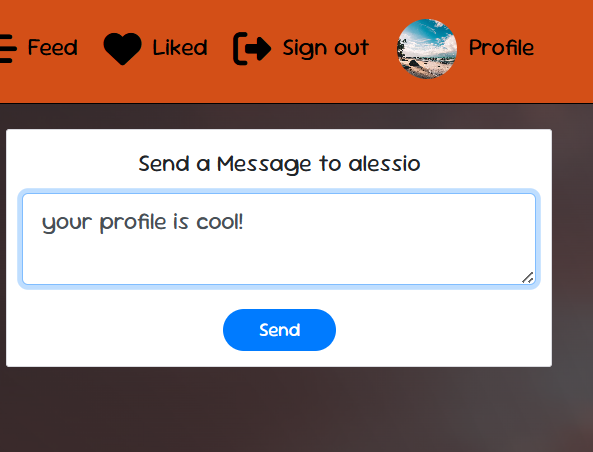 Feed Liked Sign out Profile
Send a Message to alessio
your profile is cool!
Send